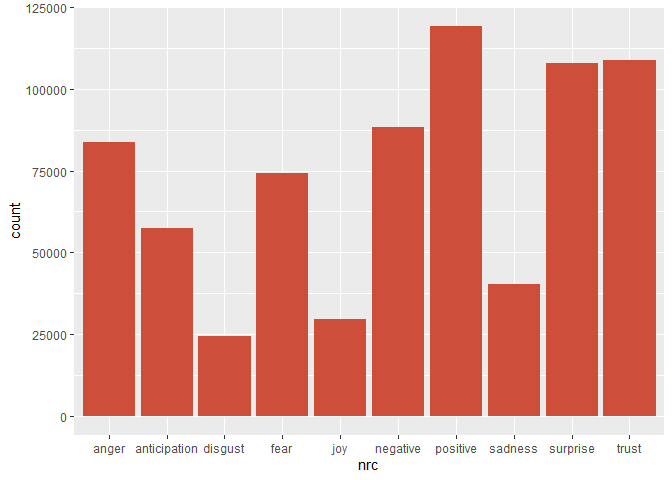 125000
100000
75000
50000
25000
0
count
anger anticipation disgust fear joy negative positive sadness surprise trust
nrc